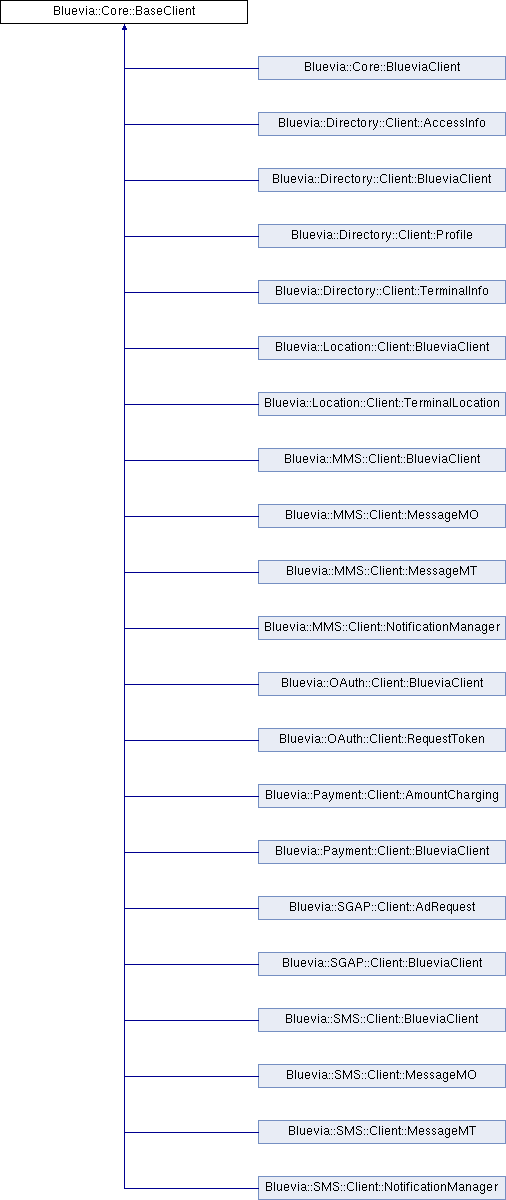 Bluevia::Core::BaseClient
Bluevia::Core::BlueviaClient
Bluevia::Directory::Client::AccessInfo
Bluevia::Directory::Client::BlueviaClient
Bluevia::Directory::Client::Profile
Bluevia::Directory::Client::TerminalInfo
Bluevia::Location::Client::BlueviaClient
Bluevia::Location::Client::TerminalLocation
Bluevia::MMS::Client::BlueviaClient
Bluevia::MMS::Client::MessageMO
Bluevia::MMS::Client::MessageMT
Bluevia::MMS::Client::NotificationManager
Bluevia::OAuth::Client::BlueviaClient
Bluevia::OAuth::Client::RequestToken
Bluevia::Payment::Client::AmountCharging
Bluevia::Payment::Client::BlueviaClient
Bluevia::SGAP::Client::AdRequest
Bluevia::SGAP::Client::BlueviaClient
Bluevia::SMS::Client::BlueviaClient
Bluevia::SMS::Client::MessageMO
Bluevia::SMS::Client::MessageMT
Bluevia::SMS::Client::NotificationManager